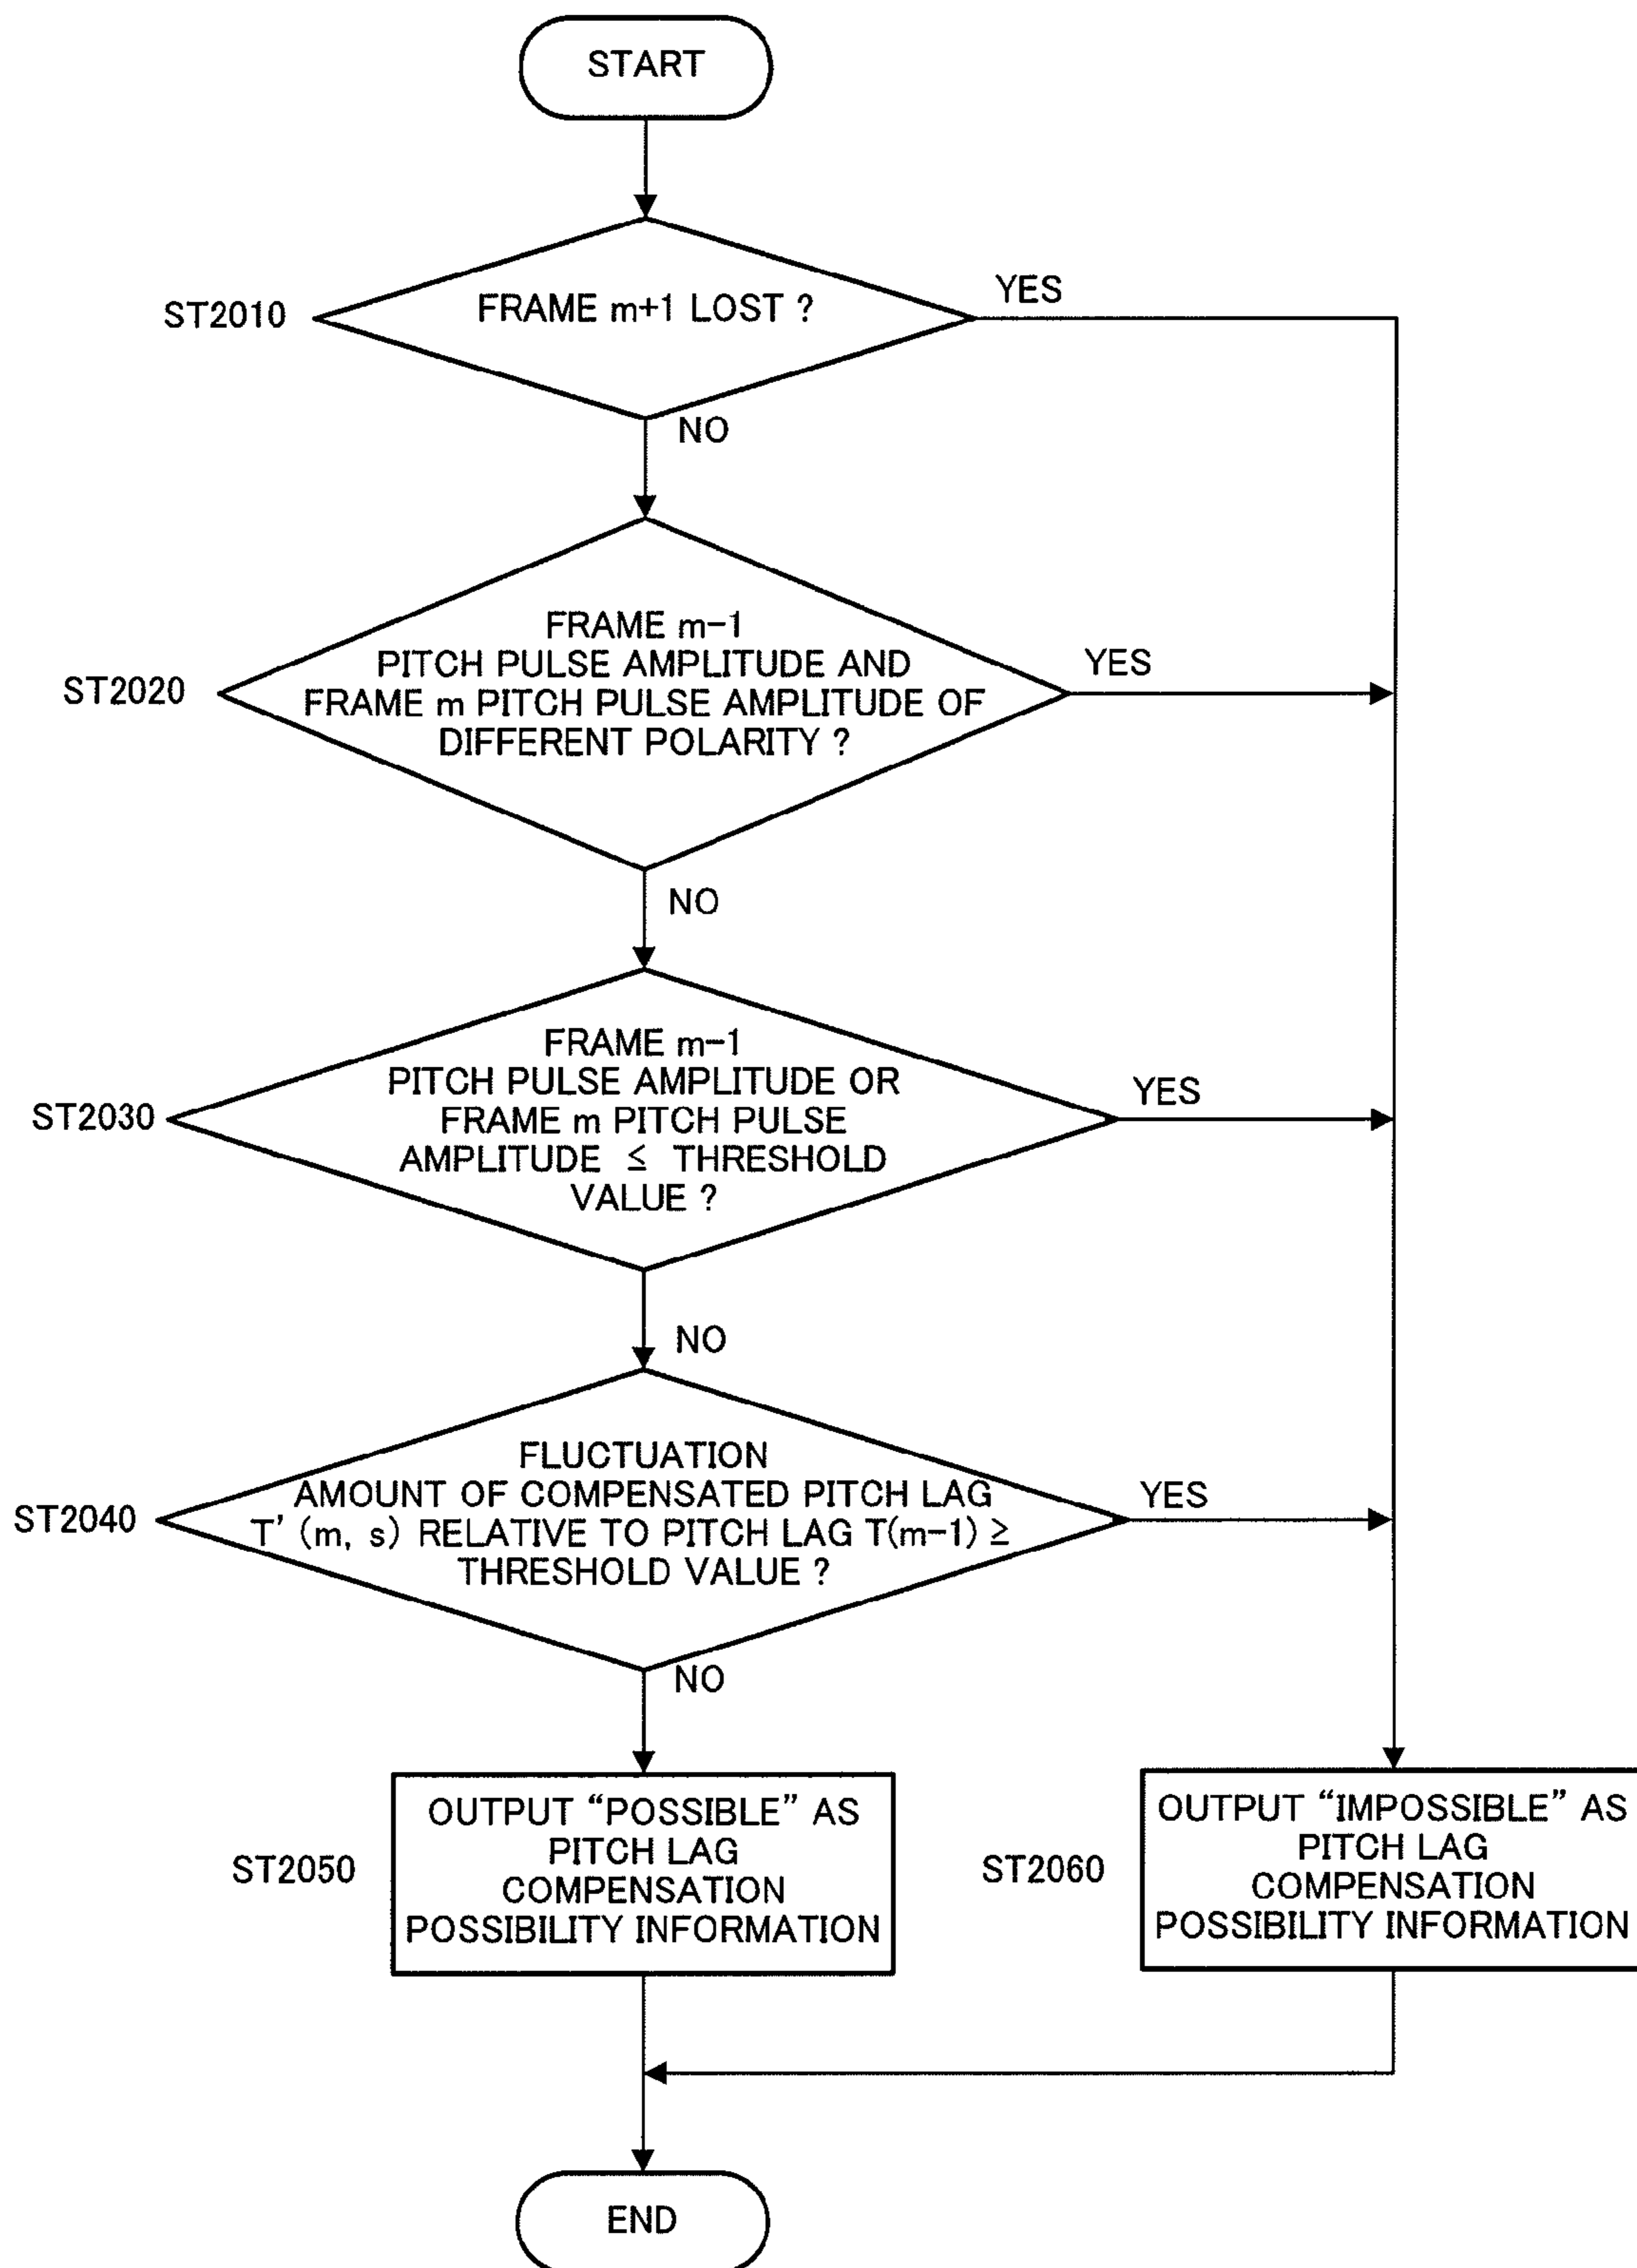 START
ST2010
FRAME m+1 LOST ?
YES
NO
ST2020
FRAME m-1
PITCH PULSE AMPLITUDE AND
FRAME m PITCH PULSE AMPLITUDE OF
DIFFERENT POLARITY ?
YES
NO
ST2030
FRAME m-1
PITCH PULSE AMPLITUDE OR
FRAME m PITCH PULSE
AMPLITUDE ≤ THRESHOLD
VALUE ?
YES
NO
ST2040
FLUCTUATION
AMOUNT OF COMPENSATED PITCH LAG
T' (m, s) RELATIVE TO PITCH LAG T(m-1) ≥
THRESHOLD VALUE ?
YES
NO
ST2050
OUTPUT “POSSIBLE” AS
PITCH LAG
COMPENSATION
POSSIBILITY INFORMATION
ST2060
OUTPUT “IMPOSSIBLE” AS
PITCH LAG
COMPENSATION
POSSIBILITY INFORMATION
END